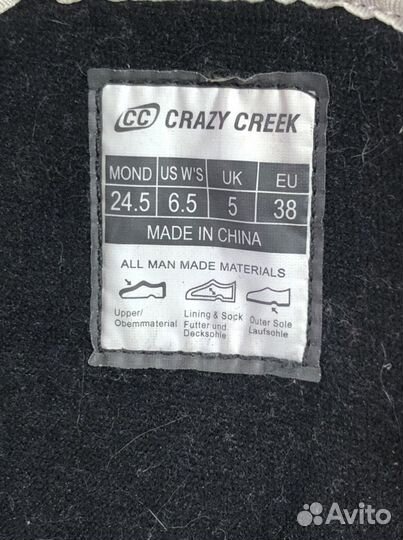 CC CRAZY CREEK
MOND US W'S UK EU
24.5 6.5 5 38
MADE IN CHINA
ALL MAN MADE MATERIALS
Upper/ Obermmaterial
Lining & Sock Futter und Decksohle
Outer Sole Laufsohle
Avito